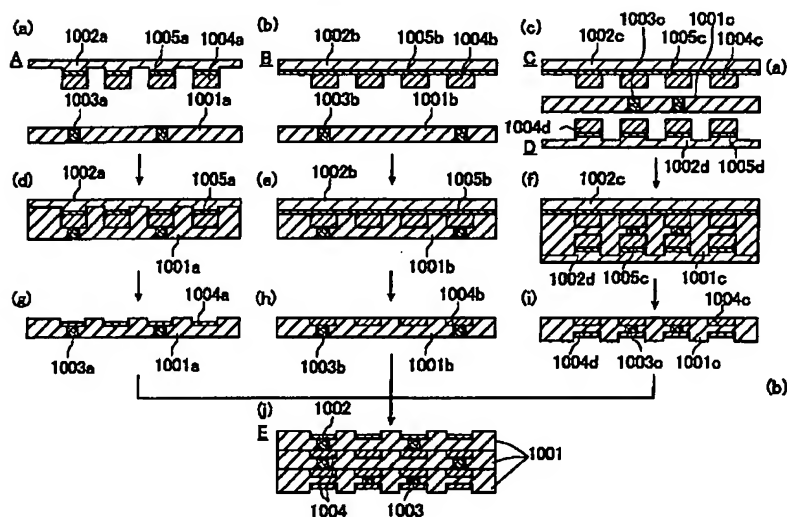 (a) (b) (c)
1002a 1005a 1004a 1002b 1005b 1004b 1003c 1001c
1002c 1005c 1004c
A B C (a)
1003a 1001a 1003b 1001b
1004d
D 1002d 1005d
(d) (e) (f)
1002a 1005a 1002b 1005b 1002c
1001a 1001b 1002d 1005c 1001c
(g) (h) (i)
1004a 1004b 1004c
1003a 1001a 1003b 1001b 1004d 1003c 1001c
(b)
(j)
E 1002
1001
1004 1003